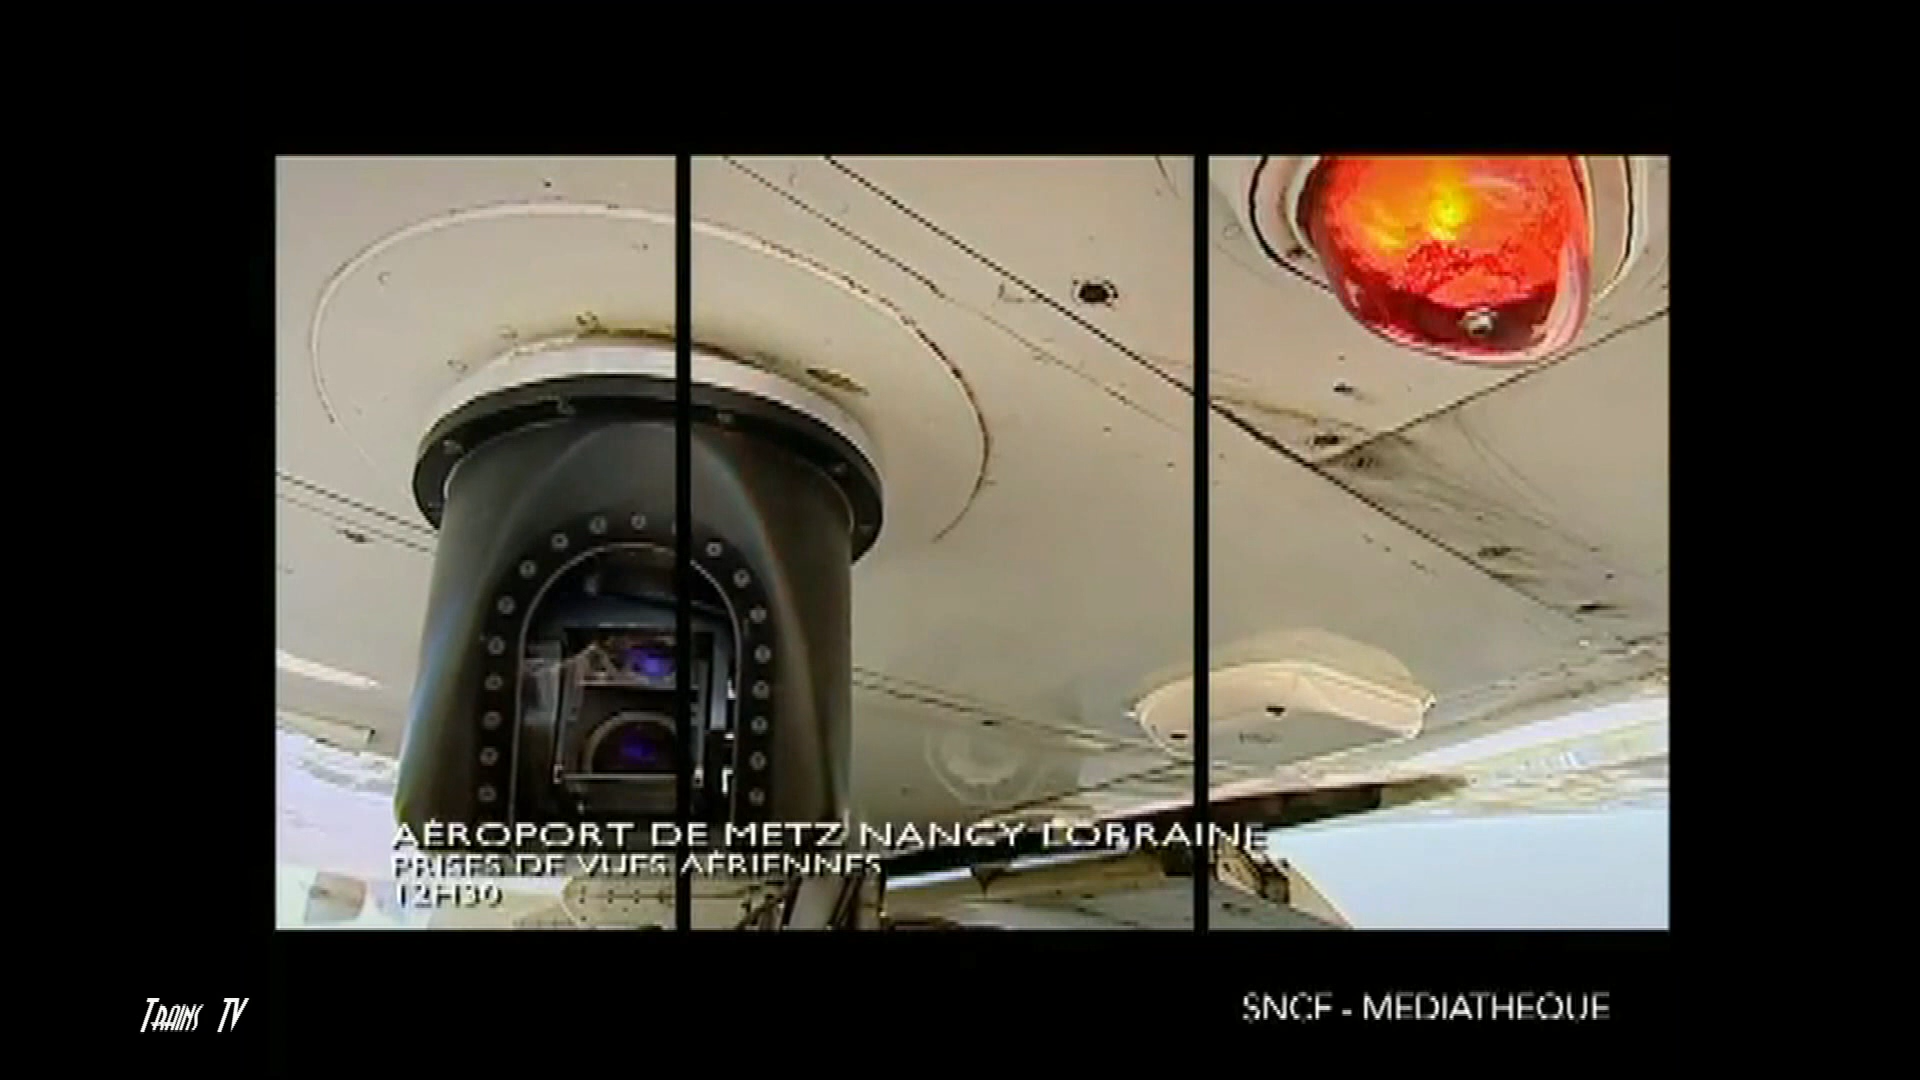 AÉROPORT DE METZ NANCY LORRAINE
PRISES DE VUES AÉRIENNES
12H30
TRAINS TV
SNCF - MEDIATHEQUE